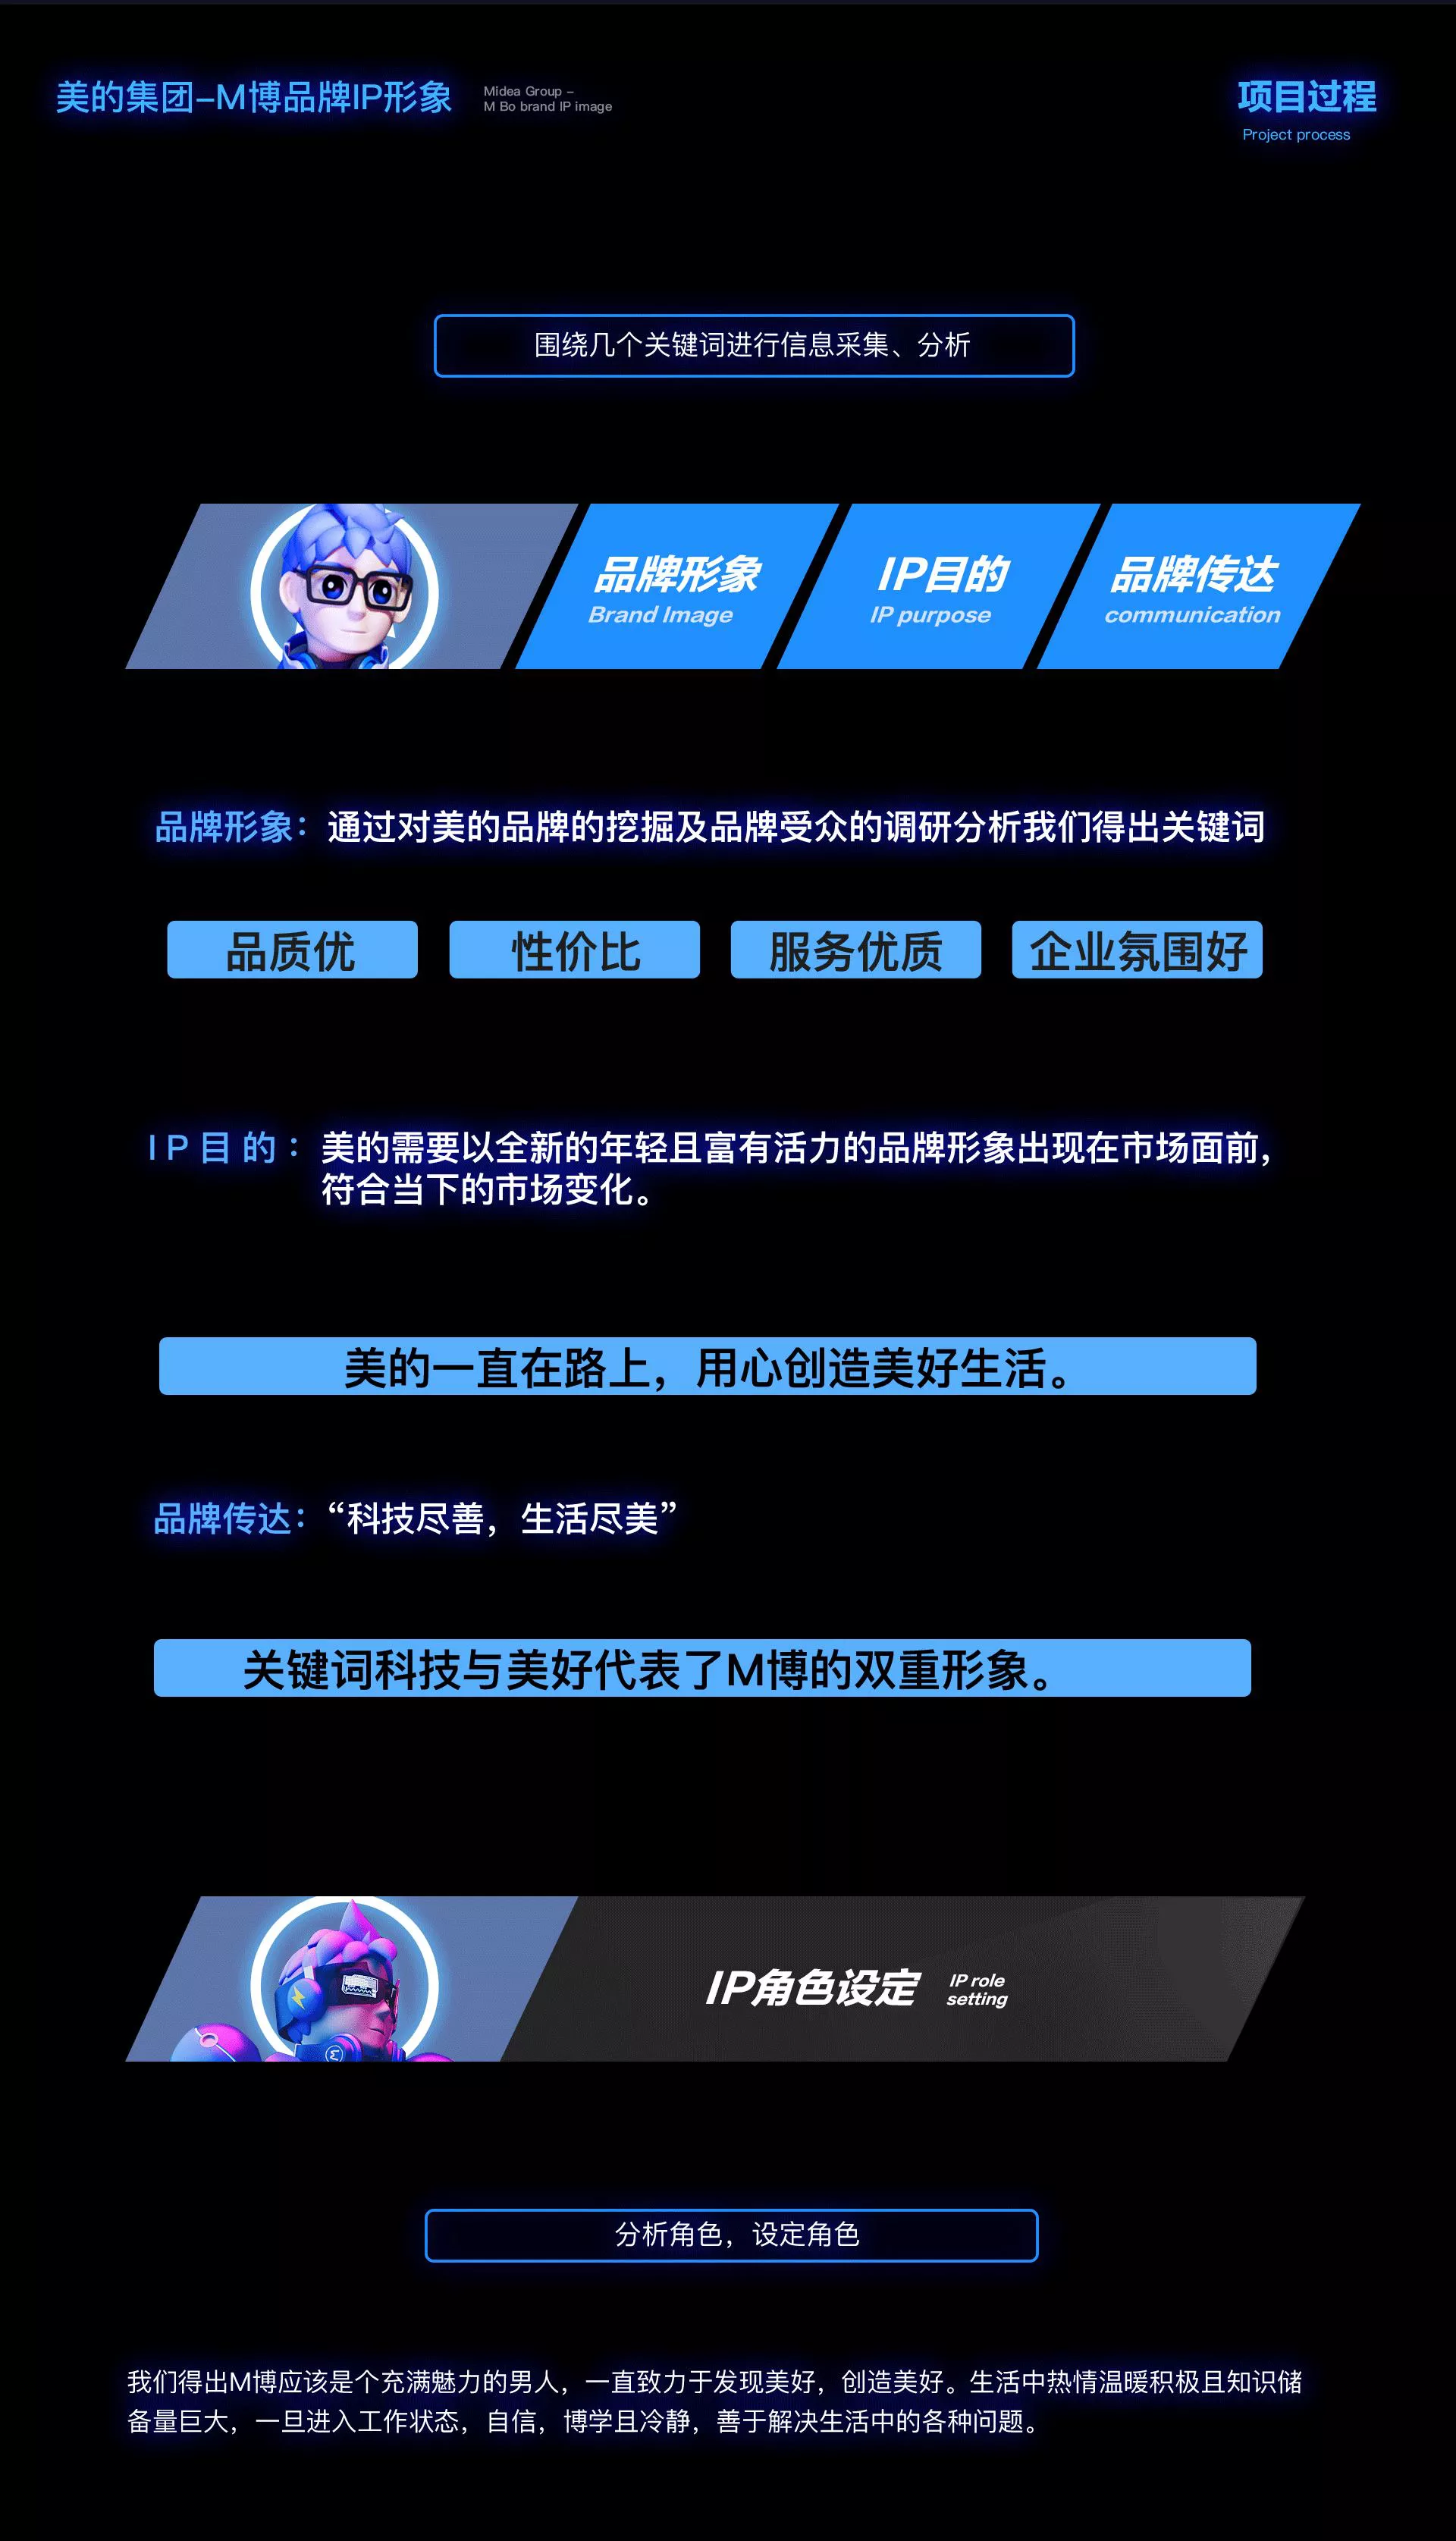 美的集团-M博品牌IP形象
Midea Group -
M Bo brand IP image
项目过程
Project process
围绕几个关键词进行信息采集、分析
品牌形象
Brand Image
IP目的
IP purpose
品牌传达
communication
品牌形象：通过对美的品牌的挖掘及品牌受众的调研分析我们得出关键词
品质优
性价比
服务优质
企业氛围好
IP目的：美的需要以全新的年轻且富有活力的品牌形象出现在市场面前，
符合当下的市场变化。
美的一直在路上，用心创造美好生活。
品牌传达：“科技尽善，生活尽美”
关键词科技与美好代表了M博的双重形象。
IP角色设定
IP role
setting
分析角色，设定角色
我们得出M博应该是个充满魅力的男人，一直致力于发现美好，创造美好。生活中热情温暖积极且知识储
备量巨大，一旦进入工作状态，自信，博学且冷静，善于解决生活中的各种问题。